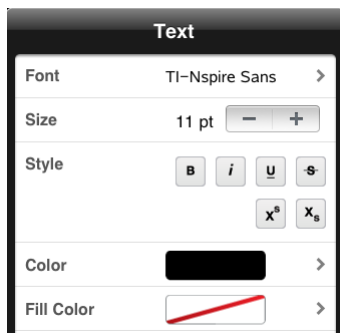 Text
Font TI-Nspire Sans >
Size 11 pt − +
Style B i U S
Xˢ Xₛ
Color >
Fill Color >